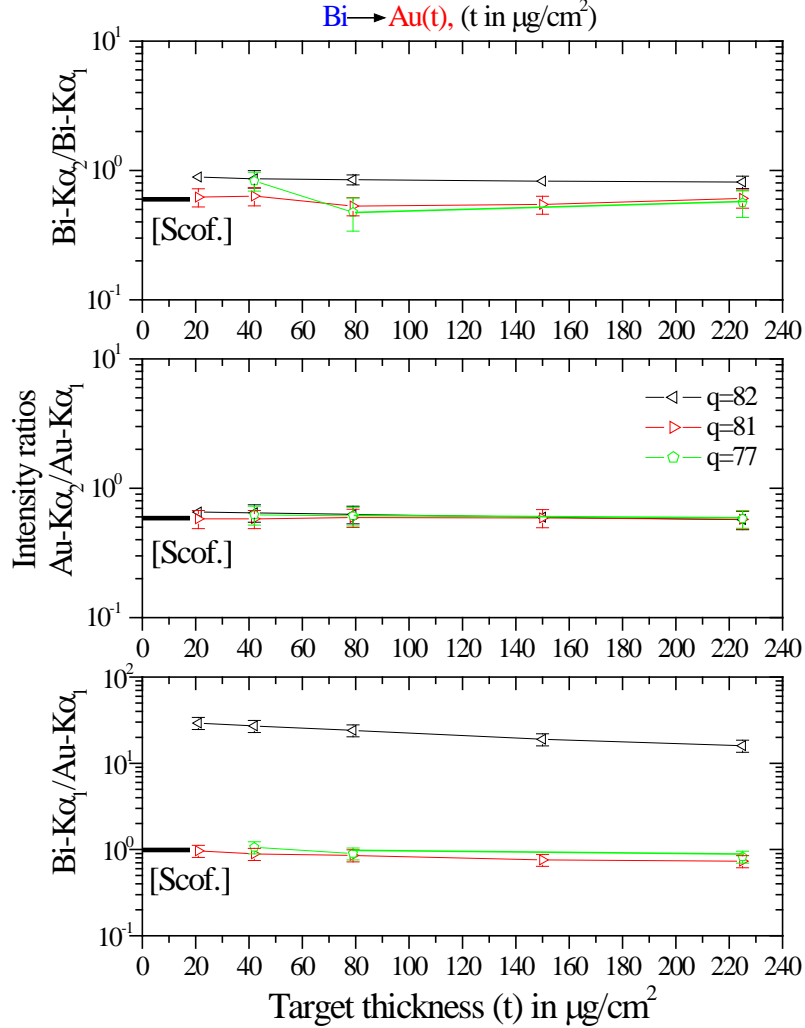 Bi→Au(t), (t in μg/cm²)
Bi-Kα₂/Bi-Kα₁
10¹
10⁰
10⁻¹
[Scof.]
0 20 40 60 80 100 120 140 160 180 200 220 240
Intensity ratios
Au-Kα₂/Au-Kα₁
10¹
10⁰
10⁻¹
q=82
q=81
q=77
[Scof.]
0 20 40 60 80 100 120 140 160 180 200 220 240
Bi-Kα₁/Au-Kα₁
10²
10¹
10⁰
10⁻¹
[Scof.]
0 20 40 60 80 100 120 140 160 180 200 220 240
Target thickness (t) in μg/cm²